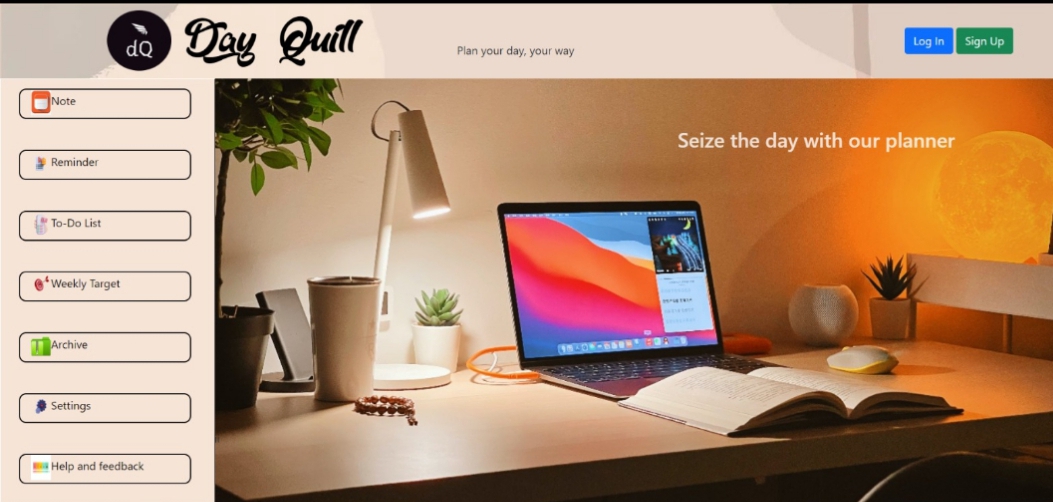 dQ
Day Quill
Plan your day, your way
Log In
Sign Up
Note
Reminder
To-Do List
Weekly Target
Archive
Settings
Help and feedback
Seize the day with our planner